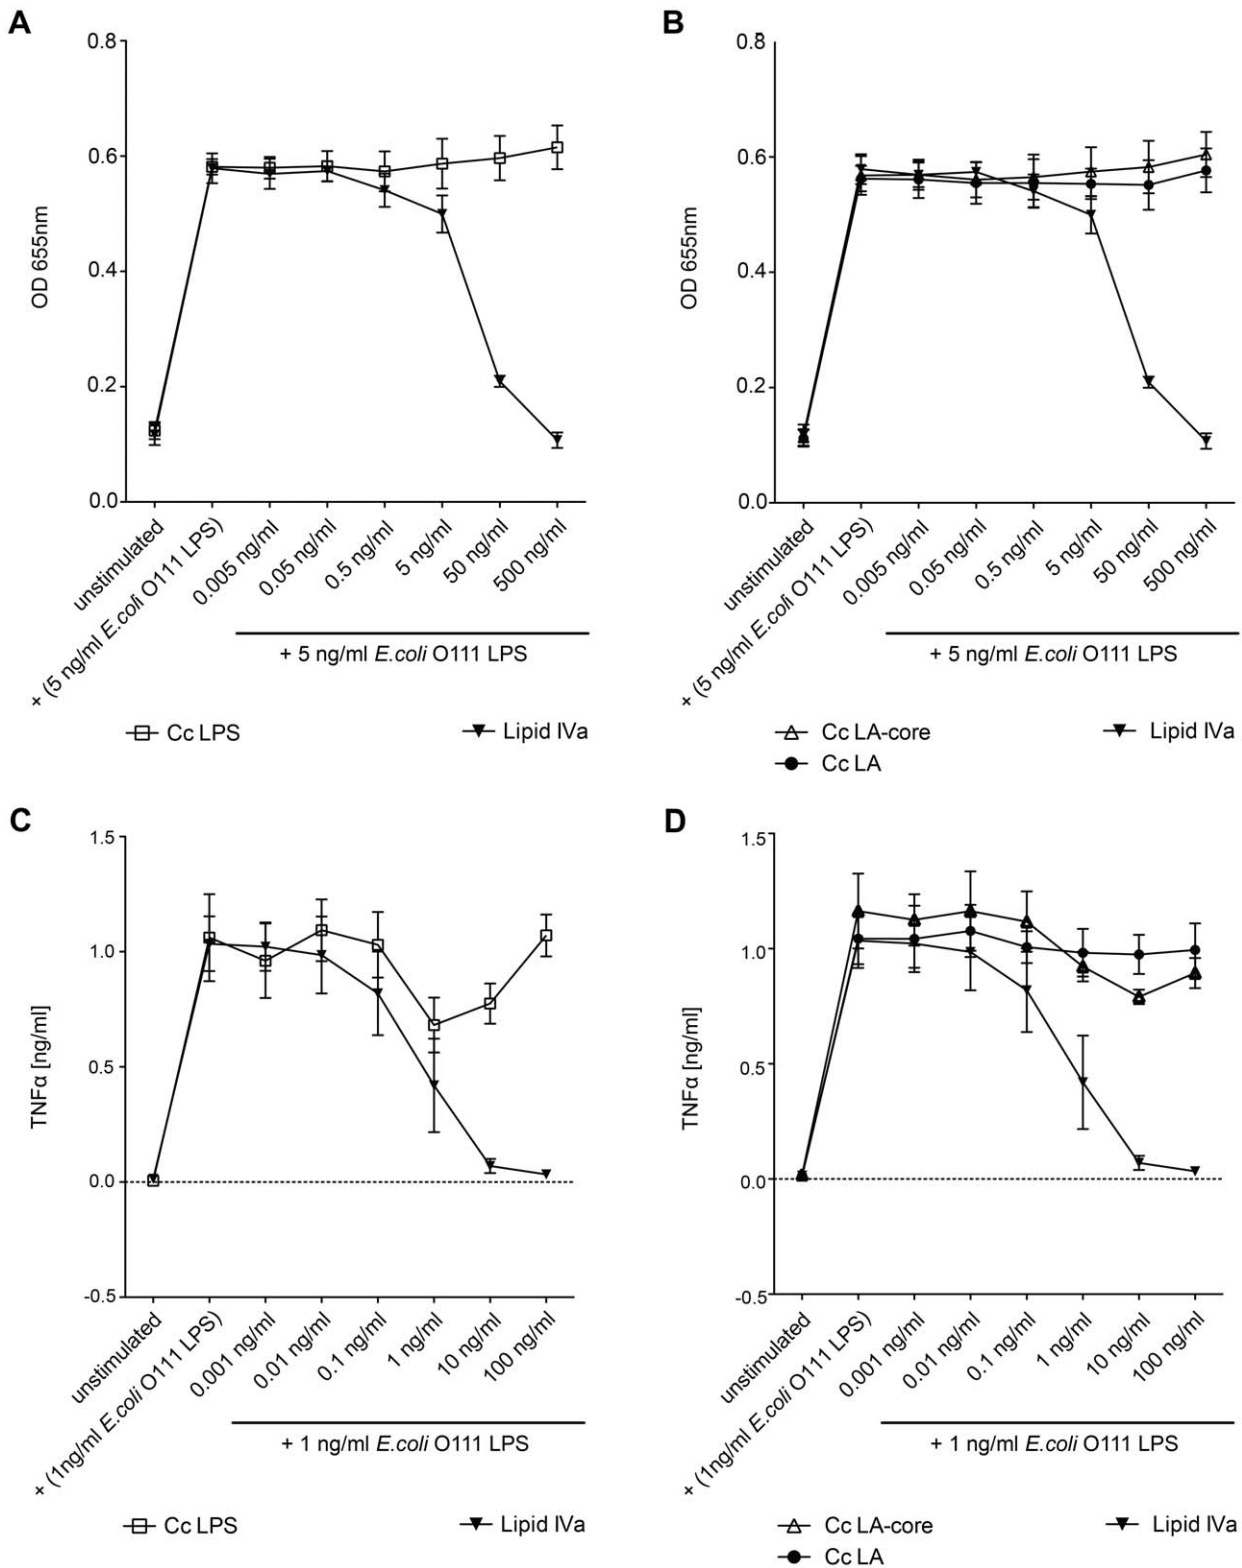 A
0.8
0.6
0.4
0.2
0.0
OD 655nm
unstimulated
+ (5 ng/ml E.coli O111 LPS)
0.005 ng/ml
0.05 ng/ml
0.5 ng/ml
5 ng/ml
50 ng/ml
500 ng/ml
+ 5 ng/ml E.coli O111 LPS
Cc LPS
Lipid IVa
B
0.8
0.6
0.4
0.2
0.0
OD 655nm
unstimulated
+ (5 ng/ml E.coli O111 LPS)
0.005 ng/ml
0.05 ng/ml
0.5 ng/ml
5 ng/ml
50 ng/ml
500 ng/ml
+ 5 ng/ml E.coli O111 LPS
Cc LA-core
Lipid IVa
Cc LA
C
1.5
1.0
0.5
0.0
-0.5
TNFα [ng/ml]
unstimulated
+ (1ng/ml E.coli O111 LPS)
0.001 ng/ml
0.01 ng/ml
0.1 ng/ml
1 ng/ml
10 ng/ml
100 ng/ml
+ 1 ng/ml E.coli O111 LPS
Cc LPS
Lipid IVa
D
1.5
1.0
0.5
0.0
-0.5
TNFα [ng/ml]
unstimulated
+ (1ng/ml E.coli O111 LPS)
0.001 ng/ml
0.01 ng/ml
0.1 ng/ml
1 ng/ml
10 ng/ml
100 ng/ml
+ 1 ng/ml E.coli O111 LPS
Cc LA-core
Lipid IVa
Cc LA